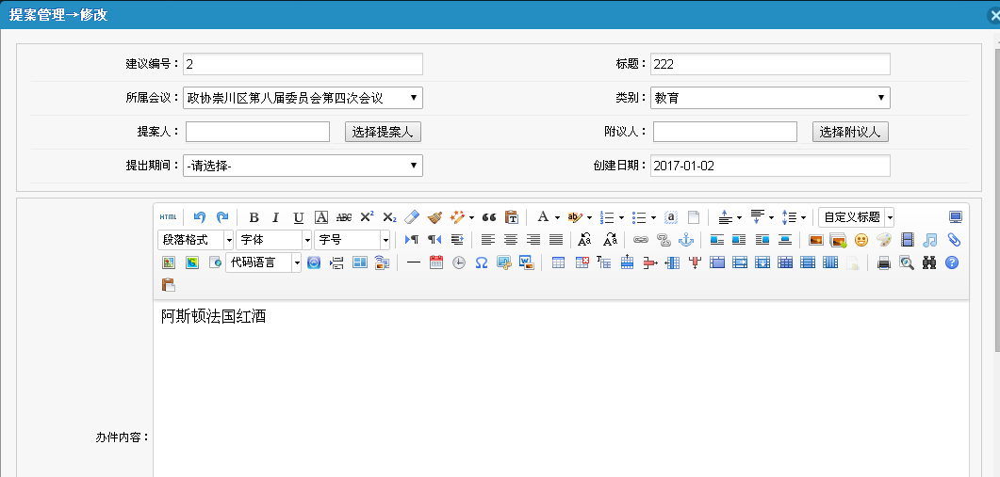 提案管理→修改
建议编号： 2 标题： 222
所属会议： 政协崇川区第八届委员会第四次会议 类别： 教育
提案人： 选择提案人 附议人： 选择附议人
提出期间： -请选择- 创建日期： 2017-01-02
HTML B I U A ABC X² X₂ A ab a 自定义标题
段落格式 字体 字号
代码语言
阿斯顿法国红酒
办件内容：